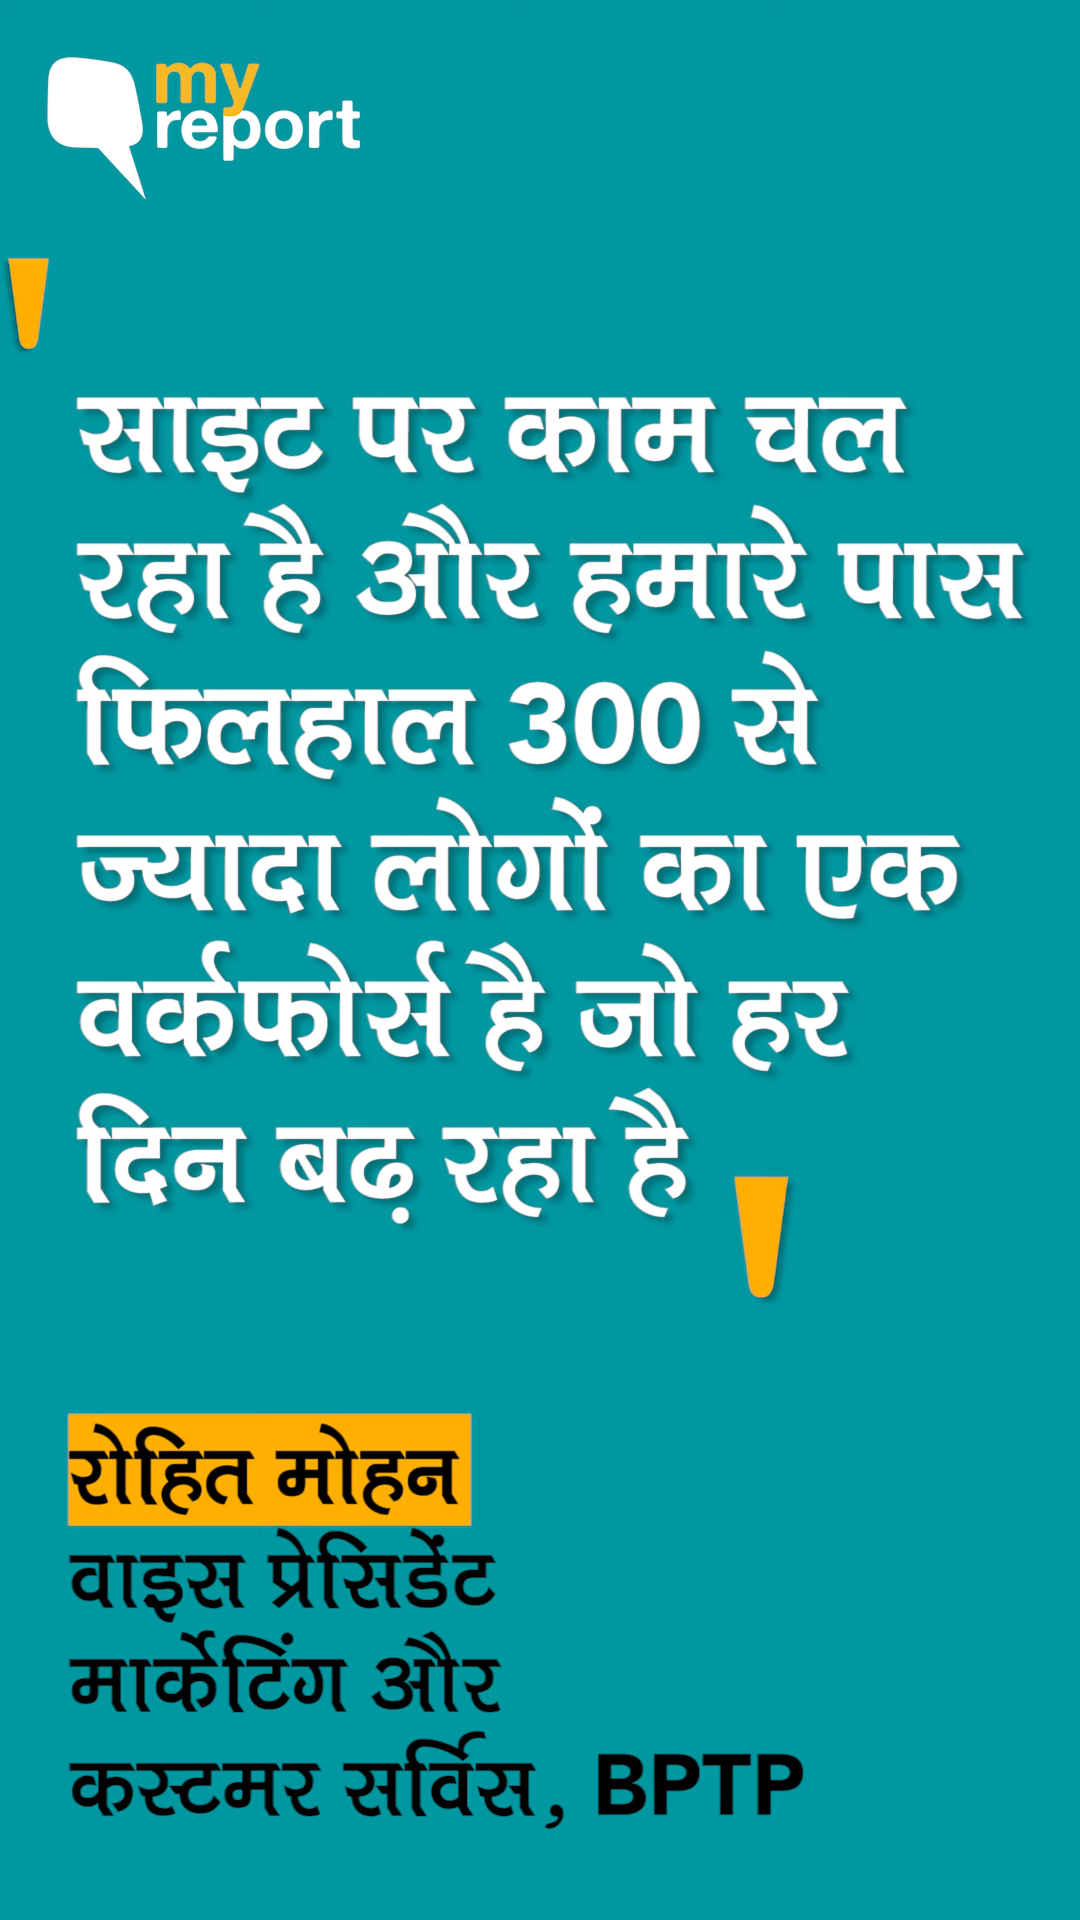 my
report
'
साइट पर काम चल
रहा है और हमारे पास
फिलहाल 300 से
ज्यादा लोगों का एक
वर्कफोर्स है जो हर
दिन बढ़ रहा है '
रोहित मोहन
वाइस प्रेसिडेंट
मार्केटिंग और
कस्टमर सर्विस, BPTP